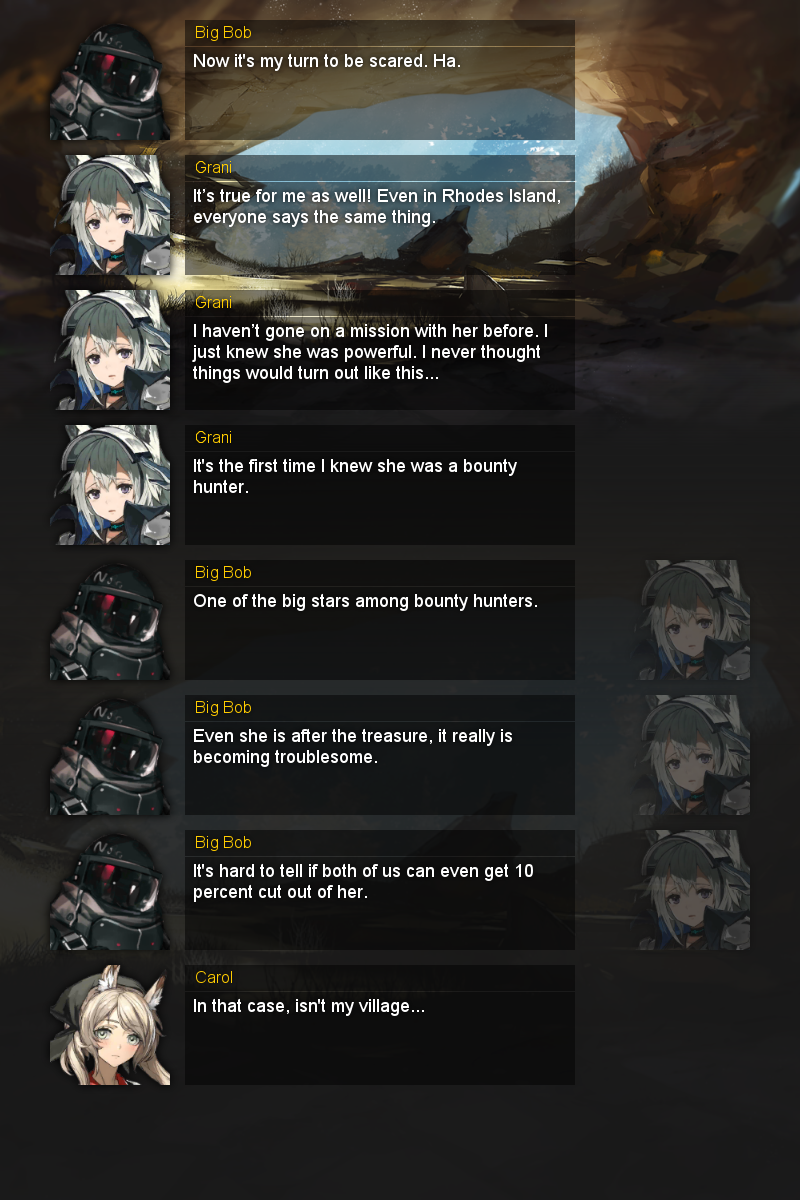 Big Bob
Now it's my turn to be scared. Ha.
Grani
It's true for me as well! Even in Rhodes Island,
everyone says the same thing.
Grani
I haven't gone on a mission with her before. I
just knew she was powerful. I never thought
things would turn out like this...
Grani
It's the first time I knew she was a bounty
hunter.
Big Bob
One of the big stars among bounty hunters.
Big Bob
Even she is after the treasure, it really is
becoming troublesome.
Big Bob
It's hard to tell if both of us can even get 10
percent cut out of her.
Carol
In that case, isn't my village...